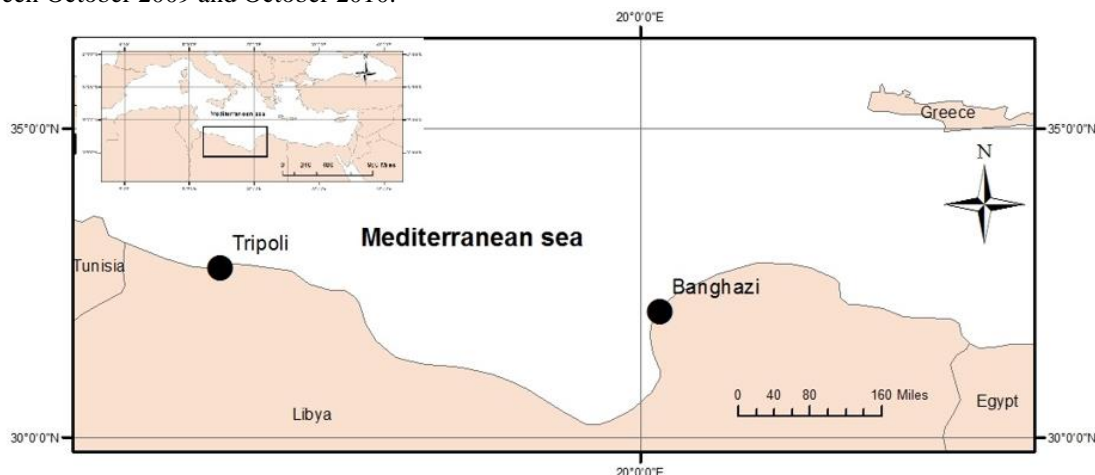 een October 2009 and October 2010.
20°0'0"E
Mediterranean sea
N
35°0'0"N
Greece
35°0'0"N
N
Mediterranean sea
Tripoli
Tunisia
Banghazi
0 40 80 160 Miles
Libya
Egypt
30°0'0"N
30°0'0"N
20°0'0"E